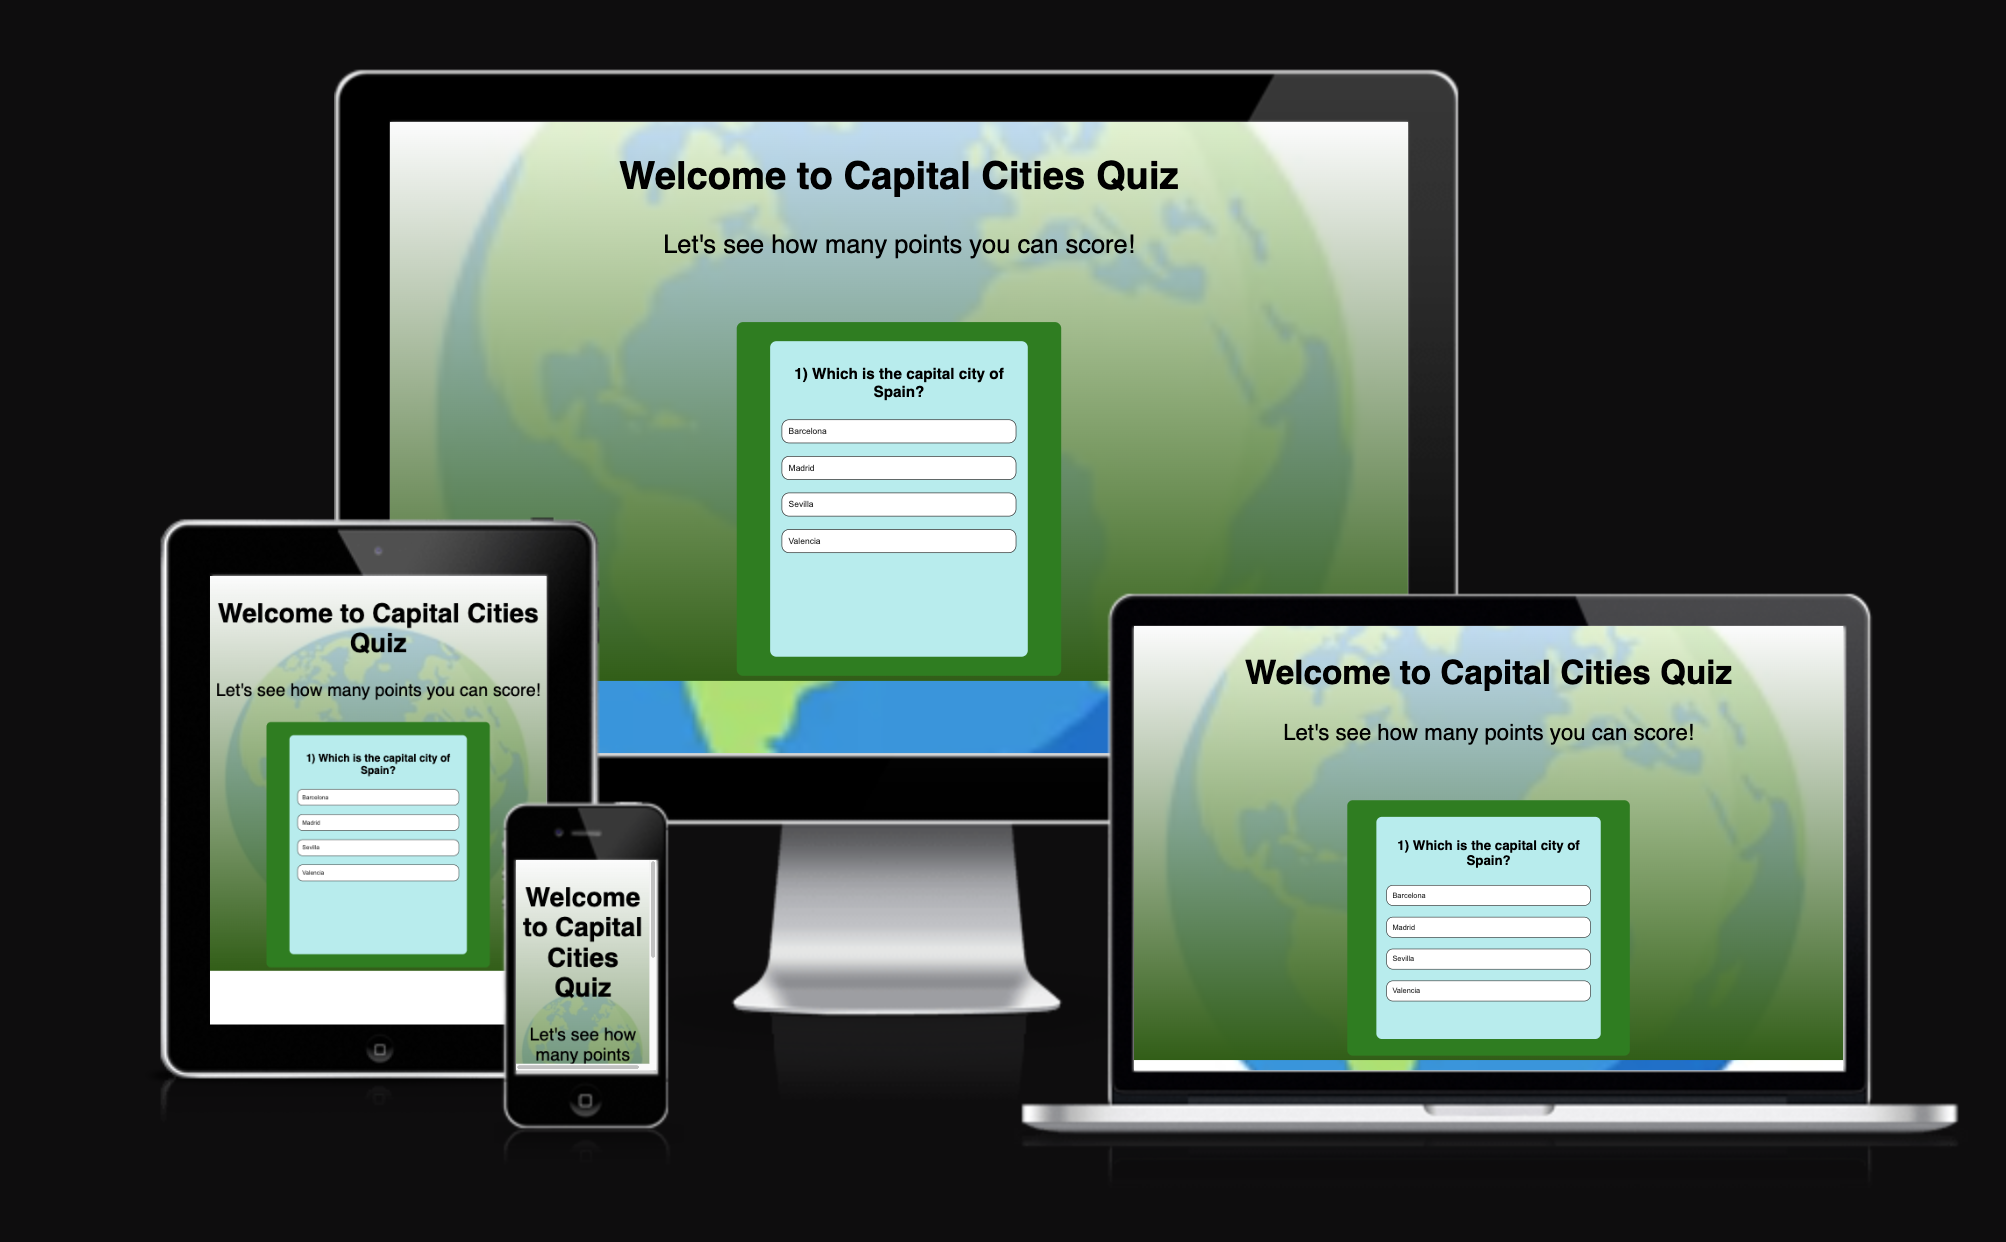 Welcome to Capital Cities Quiz
Let's see how many points you can score!
1) Which is the capital city of
Spain?
Barcelona
Madrid
Sevilla
Valencia
Welcome to Capital Cities
Quiz
Let's see how many points you can score!
1) Which is the capital city of
Spain?
Barcelona
Madrid
Sevilla
Valencia
Welcome
to Capital
Cities
Quiz
Let's see how
many points
Welcome to Capital Cities Quiz
Let's see how many points you can score!
1) Which is the capital city of
Spain?
Barcelona
Madrid
Sevilla
Valencia